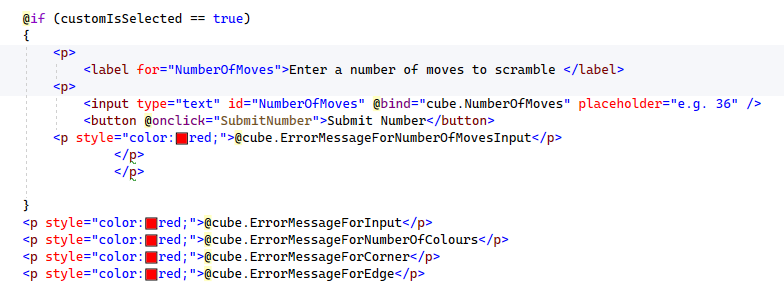 @if (customIsSelected == true)
{
<p>
<label for="NumberOfMoves">Enter a number of moves to scramble </label>
<p>
<input type="text" id="NumberOfMoves" @bind="cube.NumberOfMoves" placeholder="e.g. 36" />
<button @onclick="SubmitNumber">Submit Number</button>
<p style="color:red;">@cube.ErrorMessageForNumberOfMovesInput</p>
</p>
</p>
}
<p style="color:red;">@cube.ErrorMessageForInput</p>
<p style="color:red;">@cube.ErrorMessageForNumberOfColours</p>
<p style="color:red;">@cube.ErrorMessageForCorner</p>
<p style="color:red;">@cube.ErrorMessageForEdge</p>